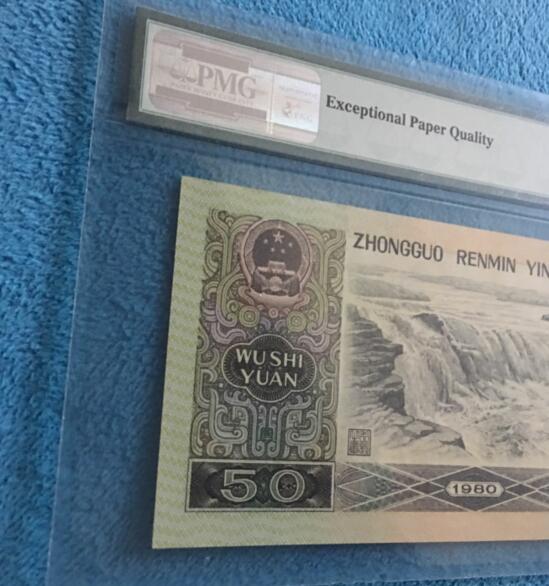 PMG
Exceptional Paper Quality
ZHONGGUO RENMIN YIN
WU SHI
YUAN
50
1980